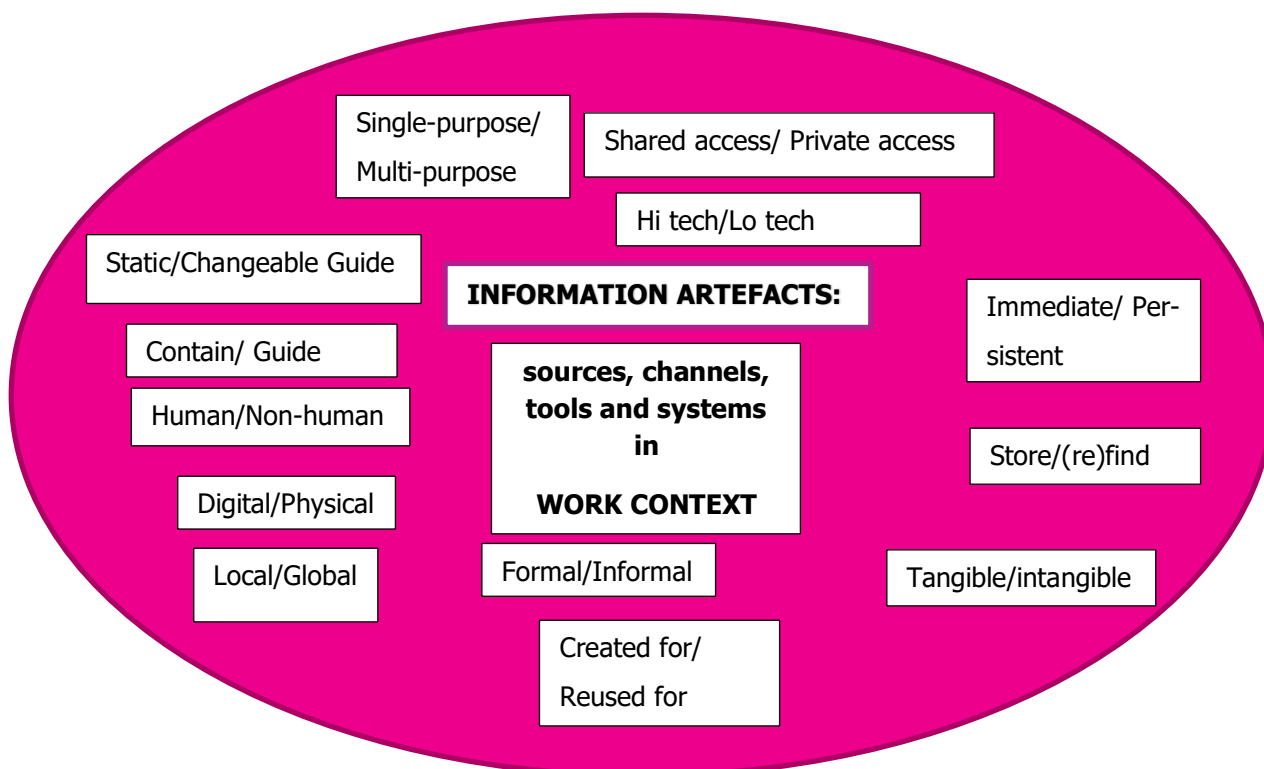 Single-purpose/
Multi-purpose
Shared access/ Private access
Hi tech/Lo tech
Static/Changeable Guide
INFORMATION ARTEFACTS:
Immediate/ Per-
sistent
Contain/ Guide
sources, channels,
tools and systems
in
WORK CONTEXT
Human/Non-human
Store/(re)find
Digital/Physical
Local/Global
Formal/Informal
Tangible/intangible
Created for/
Reused for